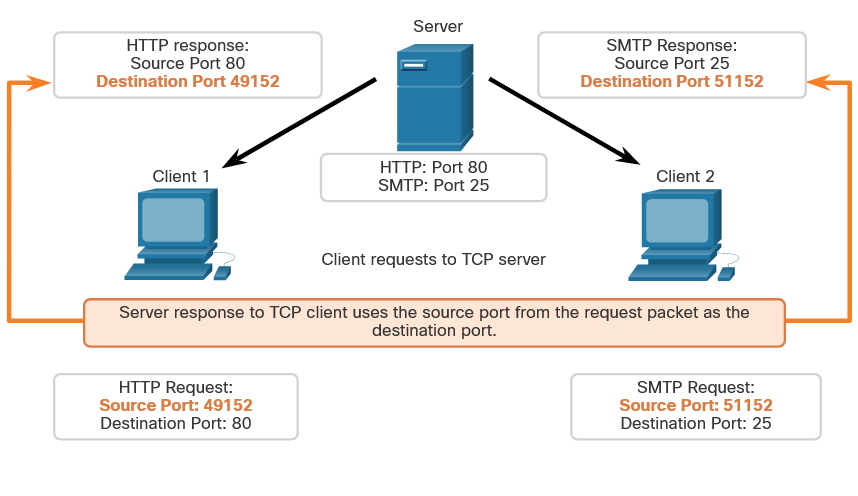 Server
HTTP response:
Source Port 80
Destination Port 49152
SMTP Response:
Source Port 25
Destination Port 51152
HTTP: Port 80
SMTP: Port 25
Client 1
Client 2
Client requests to TCP server
Server response to TCP client uses the source port from the request packet as the
destination port.
HTTP Request:
Source Port: 49152
Destination Port: 80
SMTP Request:
Source Port: 51152
Destination Port: 25